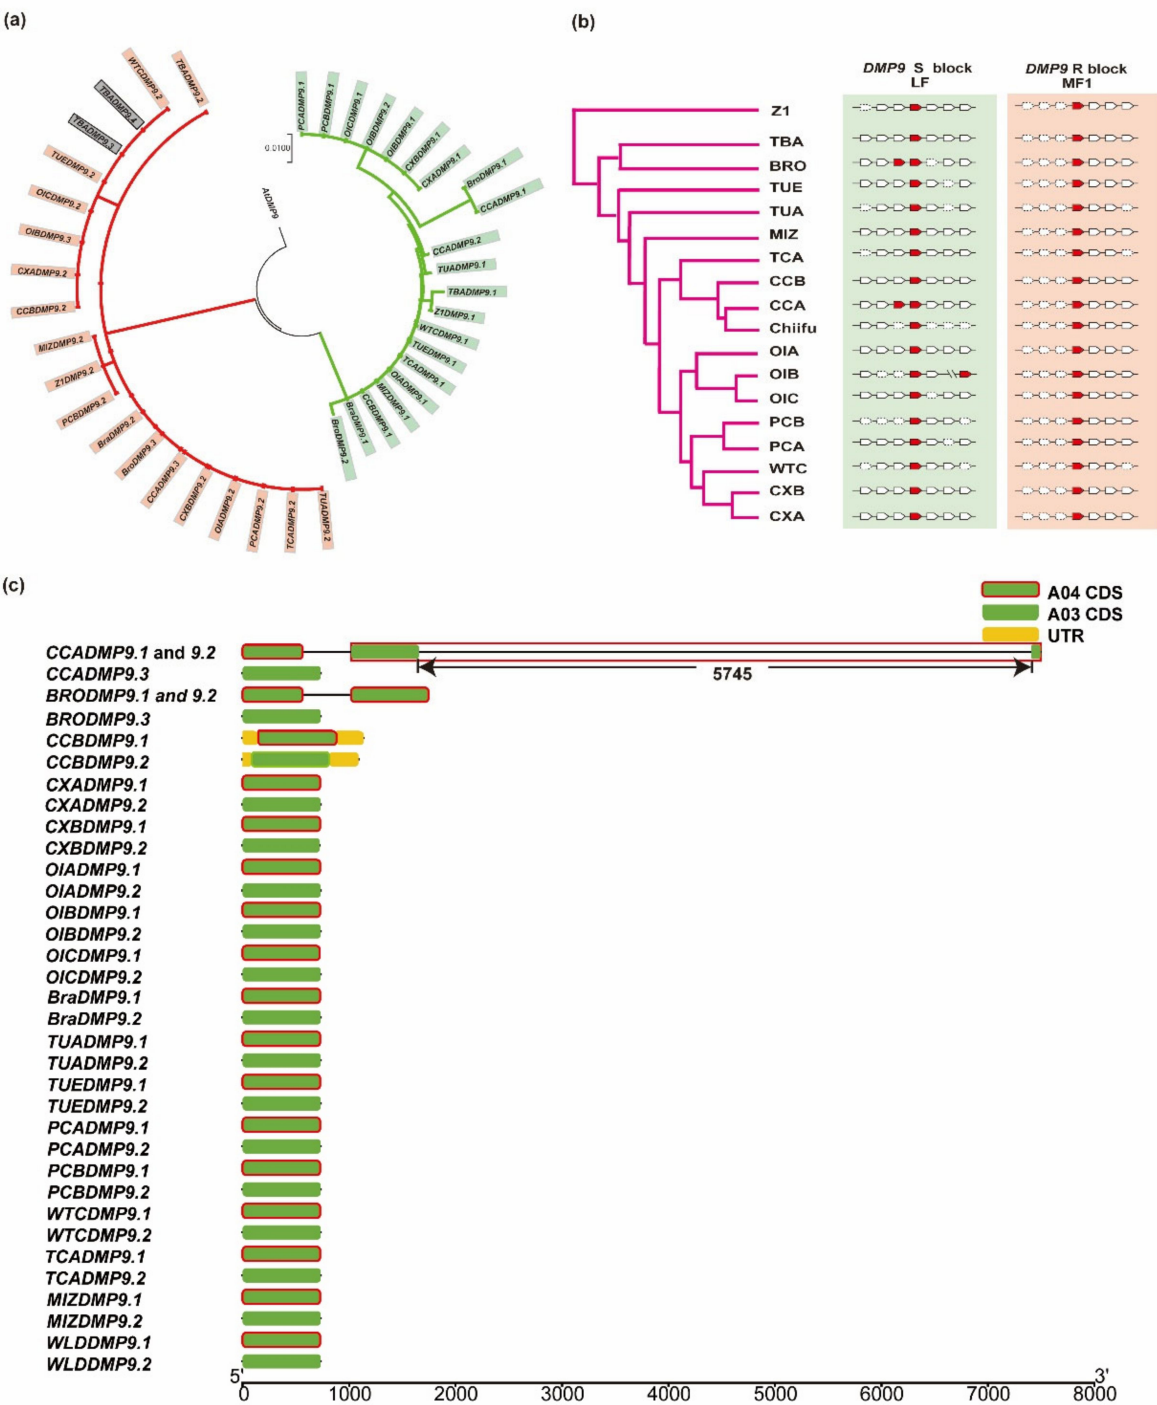 (a)
WTCDMP9.2
TBADMP9.2
TBADMP9.4
TBADMP9.3
TUEDMP9.2
OICDMP9.2
OIBDMP9.3
CXADMP9.2
CCBDMP9.2
MIZDMP9.2
Z1DMP9.2
PCBDMP9.2
BraDMP9.2
BroDMP9.3
CCADMP9.3
CXBDMP9.2
OIADMP9.2
PCADMP9.2
TCADMP9.2
TUADMP9.2
0.0100
AtDMP9
PCADMP9.1
PCBDMP9.1
OICDMP9.1
OIBDMP9.2
OIBDMP9.1
CXBDMP9.1
CXADMP9.1
BroDMP9.1
CCADMP9.1
CCADMP9.2
TUADMP9.1
TBADMP9.1
Z1DMP9.1
WTCDMP9.1
TUEDMP9.1
TCADMP9.1
OIADMP9.1
MIZDMP9.1
CCBDMP9.1
BraDMP9.1
BroDMP9.2
(b)
DMP9 S block
LF
DMP9 R block
MF1
Z1
TBA
BRO
TUE
TUA
MIZ
TCA
CCB
CCA
Chiifu
OIA
OIB
OIC
PCB
PCA
WTC
CXB
CXA
(c)
A04 CDS
A03 CDS
UTR
CCADMP9.1 and 9.2
5745
CCADMP9.3
BRODMP9.1 and 9.2
BRODMP9.3
CCBDMP9.1
CCBDMP9.2
CXADMP9.1
CXADMP9.2
CXBDMP9.1
CXBDMP9.2
OIADMP9.1
OIADMP9.2
OIBDMP9.1
OIBDMP9.2
OICDMP9.1
OICDMP9.2
BraDMP9.1
BraDMP9.2
TUADMP9.1
TUADMP9.2
TUEDMP9.1
TUEDMP9.2
PCADMP9.1
PCADMP9.2
PCBDMP9.1
PCBDMP9.2
WTCDMP9.1
WTCDMP9.2
TCADMP9.1
TCADMP9.2
MIZDMP9.1
MIZDMP9.2
WLDDMP9.1
WLDDMP9.2
5' 3'
0 1000 2000 3000 4000 5000 6000 7000 8000